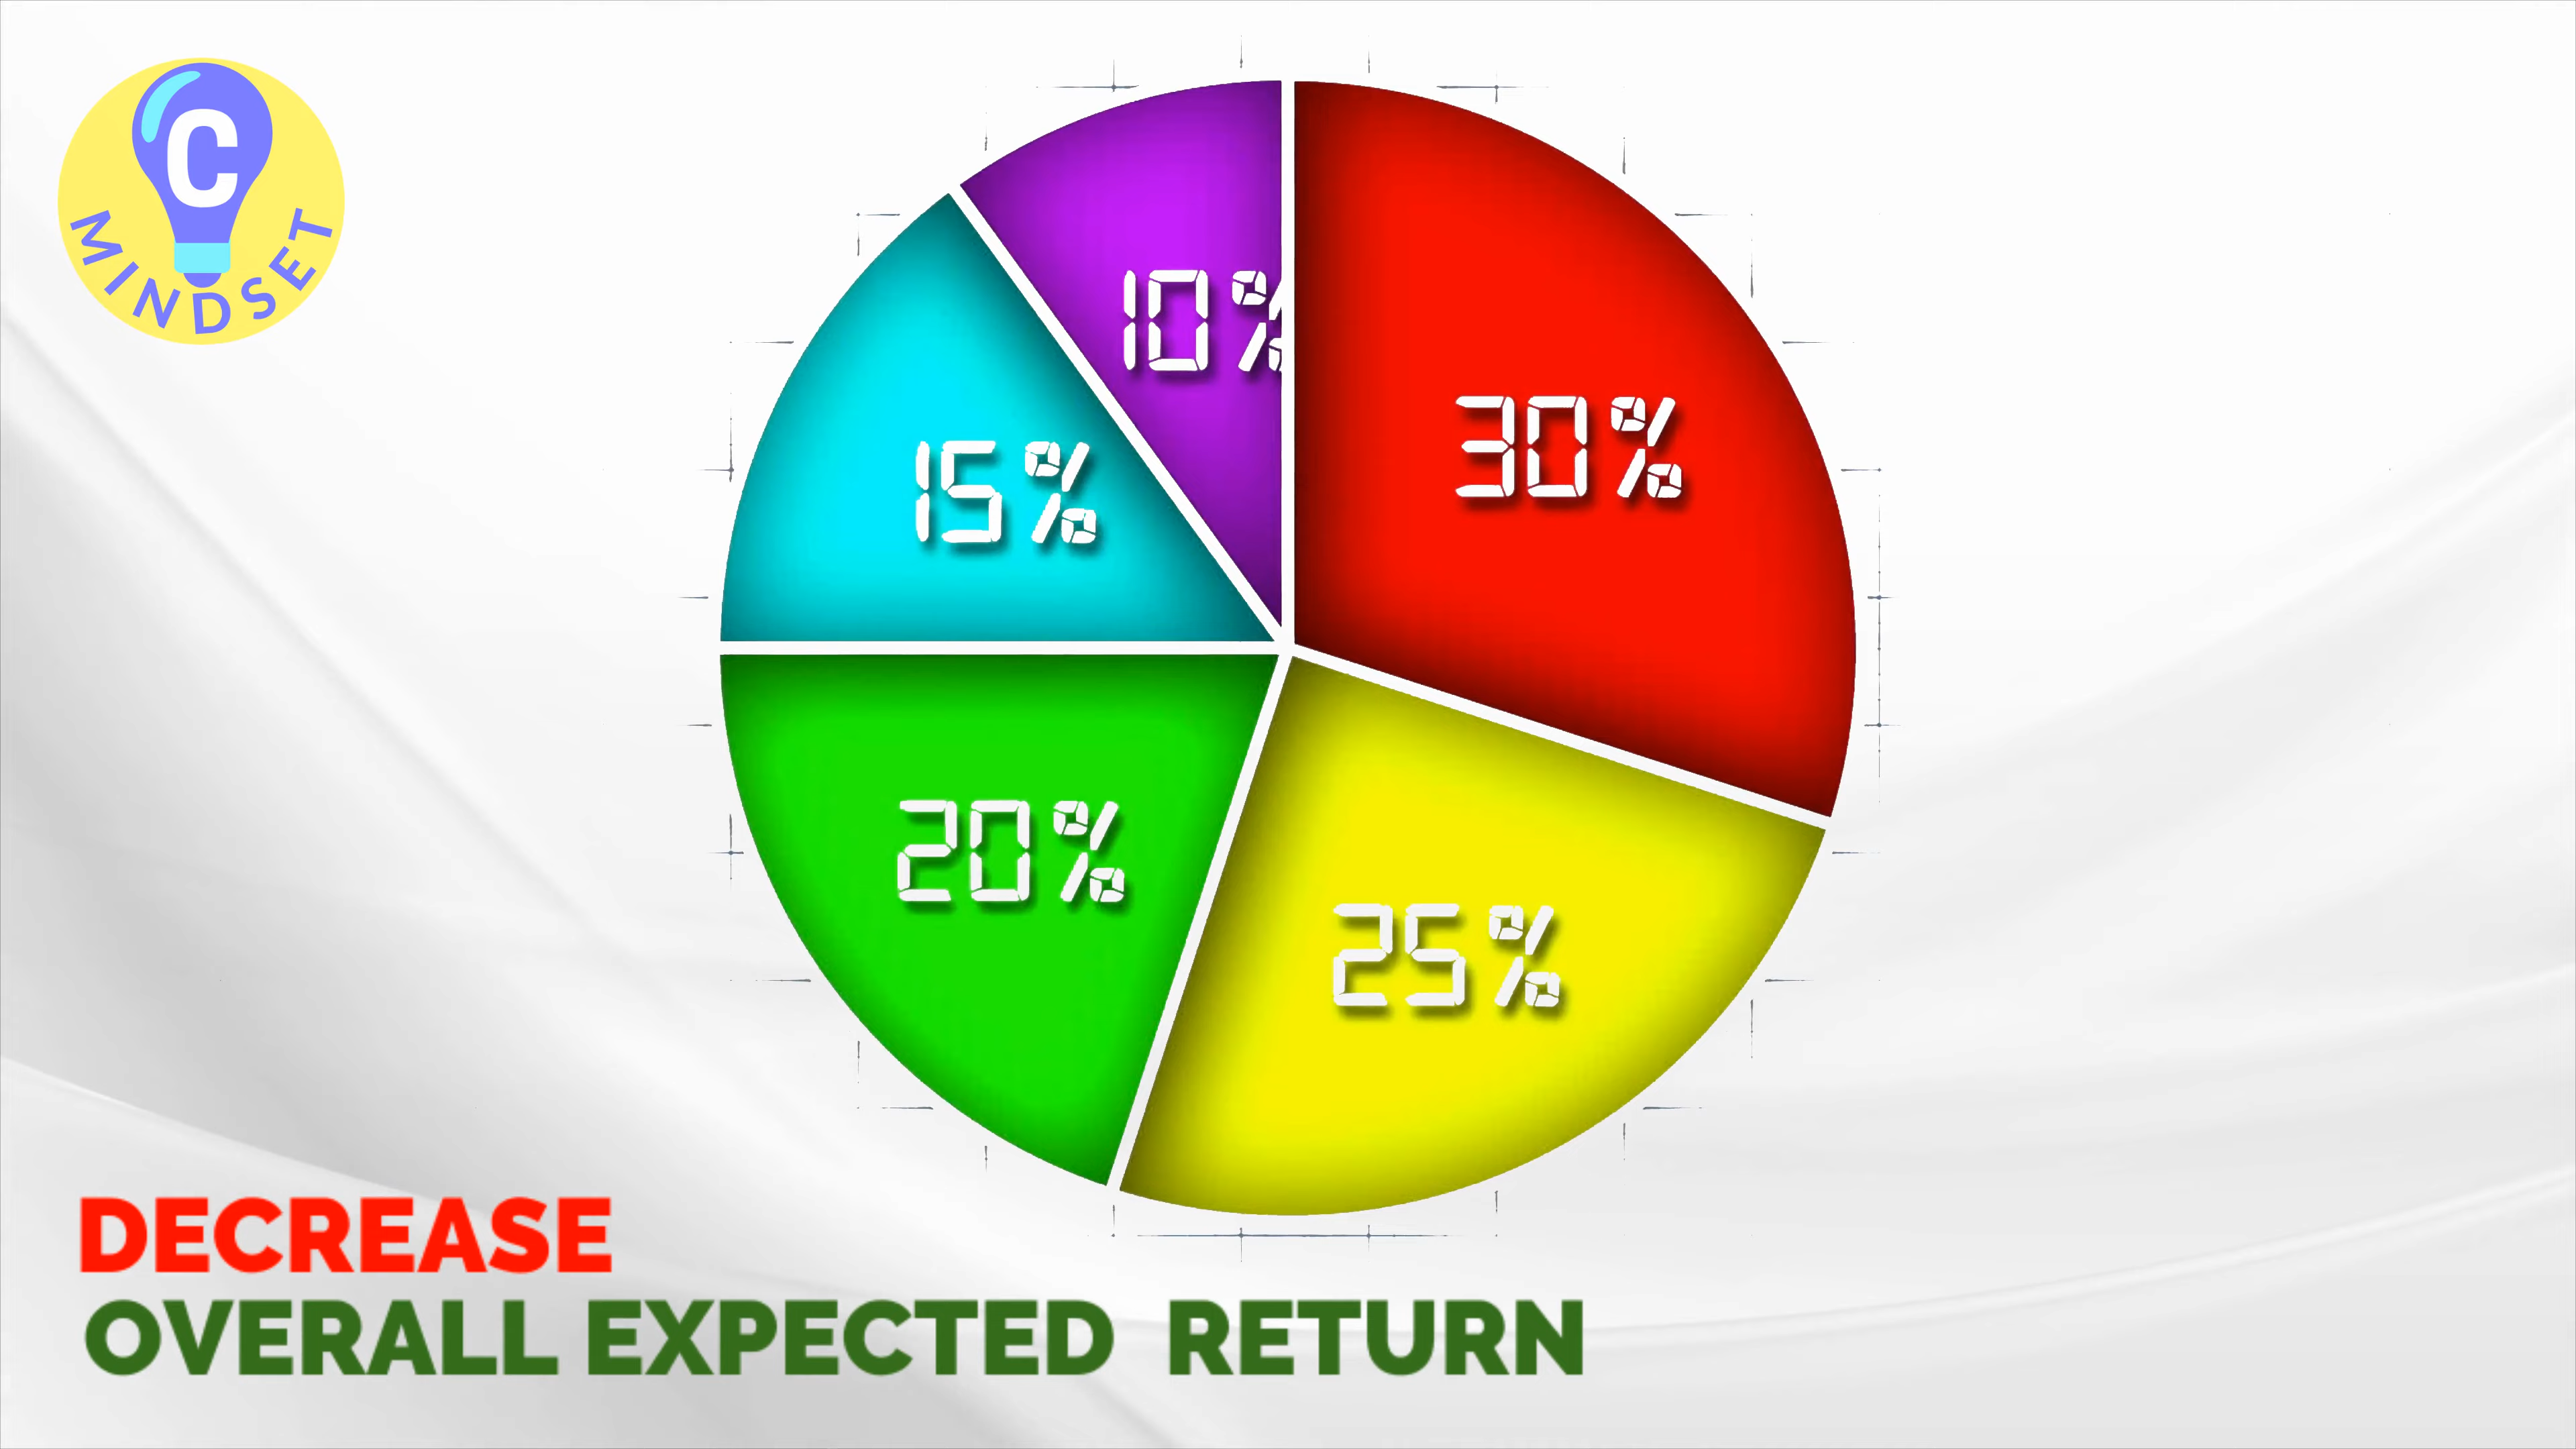 C
MINDSET
10%
30%
15%
20%
25%
DECREASE
OVERALL EXPECTED RETURN